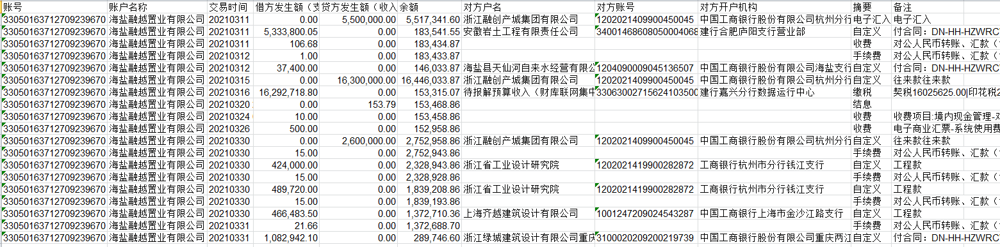 账号 账户名称 交易时间 借方发生额（支 贷方发生额（收入 余额 对方户名 对方账号 对方开户机构 摘要 备注
33050163712709239670 海盐融越置业有限公司 20210311 0.00 5,500,000.00 5,517,341.60 浙江融创产城集团有限公司 1202021409900450045 中国工商银行股份有限公司杭州分行 电子汇入 电子汇入
33050163712709239670 海盐融越置业有限公司 20210311 5,333,800.05 0.00 183,541.55 安徽岩土工程有限责任公司 34001468608050004068 建行合肥庐阳支行营业部 自定义 付合同：DN-HH-HZWRC
33050163712709239670 海盐融越置业有限公司 20210311 106.68 0.00 183,434.87 收费 对公人民币转账、汇款（
33050163712709239670 海盐融越置业有限公司 20210312 1.00 0.00 183,433.87 手续费 对公人民币转账、汇款（
33050163712709239670 海盐融越置业有限公司 20210312 37,400.00 0.00 146,033.87 海盐县天仙河自来水经营有限公 1204090009045136507 中国工商银行股份有限公司海盐支行 自定义 付合同：DN-HH-HZWRC
33050163712709239670 海盐融越置业有限公司 20210315 0.00 16,300,000.00 16,446,033.87 浙江融创产城集团有限公司 1202021409900450045 中国工商银行股份有限公司杭州分行 自定义 往来款往来款
33050163712709239670 海盐融越置业有限公司 20210316 16,292,718.80 0.00 153,315.07 待报解预算收入（财库联网集中 33063002715624103500 建行嘉兴分行数据运行中心 缴税 契税16025625.00|印花税2
33050163712709239670 海盐融越置业有限公司 20210320 0.00 153.79 153,468.86 结息
33050163712709239670 海盐融越置业有限公司 20210324 10.00 0.00 153,458.86 收费 收费项目:境内现金管理-对
33050163712709239670 海盐融越置业有限公司 20210326 500.00 0.00 152,958.86 收费 电子商业汇票-系统使用费
33050163712709239670 海盐融越置业有限公司 20210330 0.00 2,600,000.00 2,752,958.86 浙江融创产城集团有限公司 1202021409900450045 中国工商银行股份有限公司杭州分行 自定义 往来款往来款
33050163712709239670 海盐融越置业有限公司 20210330 15.00 0.00 2,752,943.86 手续费 对公人民币转账、汇款（
33050163712709239670 海盐融越置业有限公司 20210330 424,000.00 0.00 2,328,943.86 浙江省工业设计研究院 1202021419900282872 工商银行杭州市分行钱江支行 自定义 工程款
33050163712709239670 海盐融越置业有限公司 20210330 15.00 0.00 2,328,928.86 手续费 对公人民币转账、汇款（
33050163712709239670 海盐融越置业有限公司 20210330 489,720.00 0.00 1,839,208.86 浙江省工业设计研究院 1202021419900282872 工商银行杭州市分行钱江支行 自定义 工程款
33050163712709239670 海盐融越置业有限公司 20210330 15.00 0.00 1,839,193.86 手续费 对公人民币转账、汇款（
33050163712709239670 海盐融越置业有限公司 20210330 466,483.50 0.00 1,372,710.36 上海齐越建筑设计有限公司 1001247209024543287 中国工商银行上海市金沙江路支行 自定义 工程款
33050163712709239670 海盐融越置业有限公司 20210331 21.66 0.00 1,372,688.70 手续费 对公人民币转账、汇款（
33050163712709239670 海盐融越置业有限公司 20210331 1,082,942.10 0.00 289,746.60 浙江绿城建筑设计有限公司重庆 3100020209200219739 中国工商银行股份有限公司重庆两江 自定义 付合同：DN-HH-HZWRC